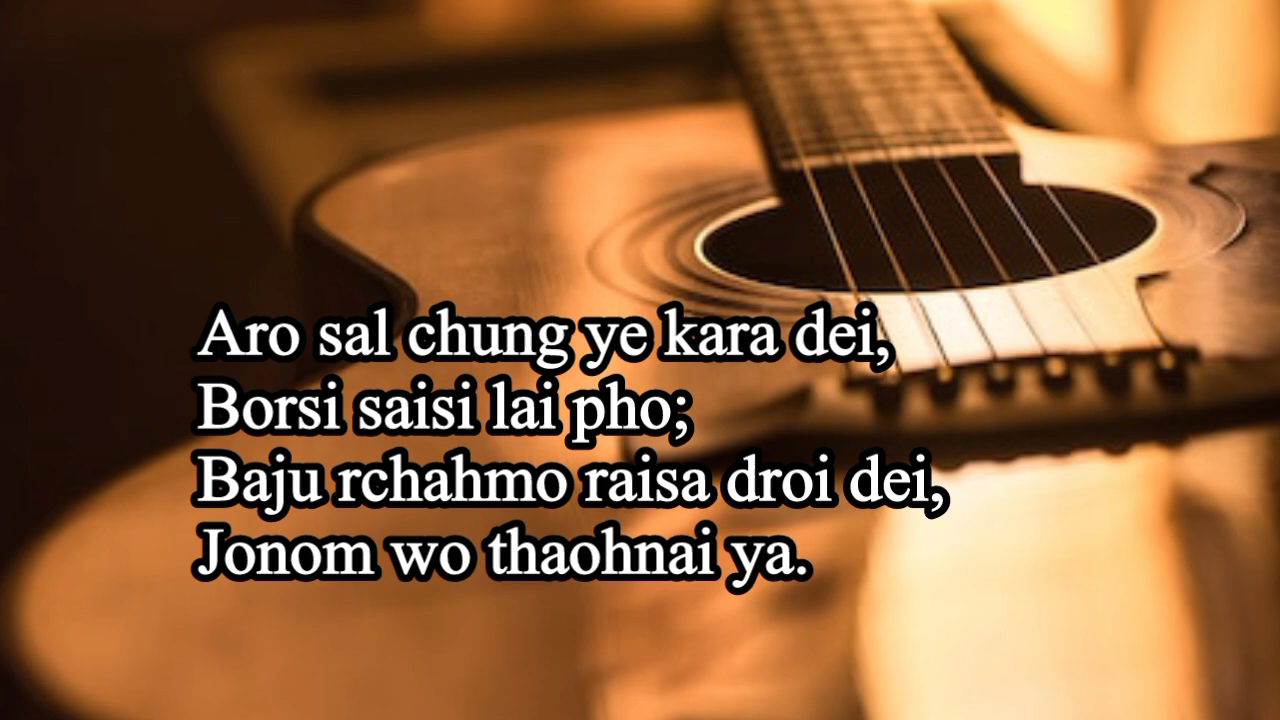 Aro sal chung ye kara dei,
Borsi saisi lai pho;
Baju rchahmo raisa droi dei,
Jonom wo thaohnai ya.